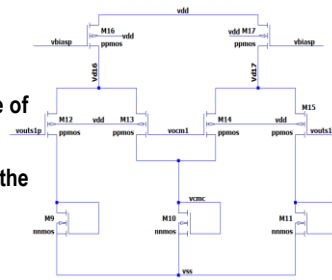 vdd
M16 M17
vdd vdd
vbiasp ppmos ppmos vbiasp
Vd16 Vd17
e of
M12 M13 M14 M15
vdd vdd
vouts1p ppmos ppmos vocm1 ppmos ppmos vouts1
the
vcmc
M9 M10 M11
nnmos nnmos nnmos
vss